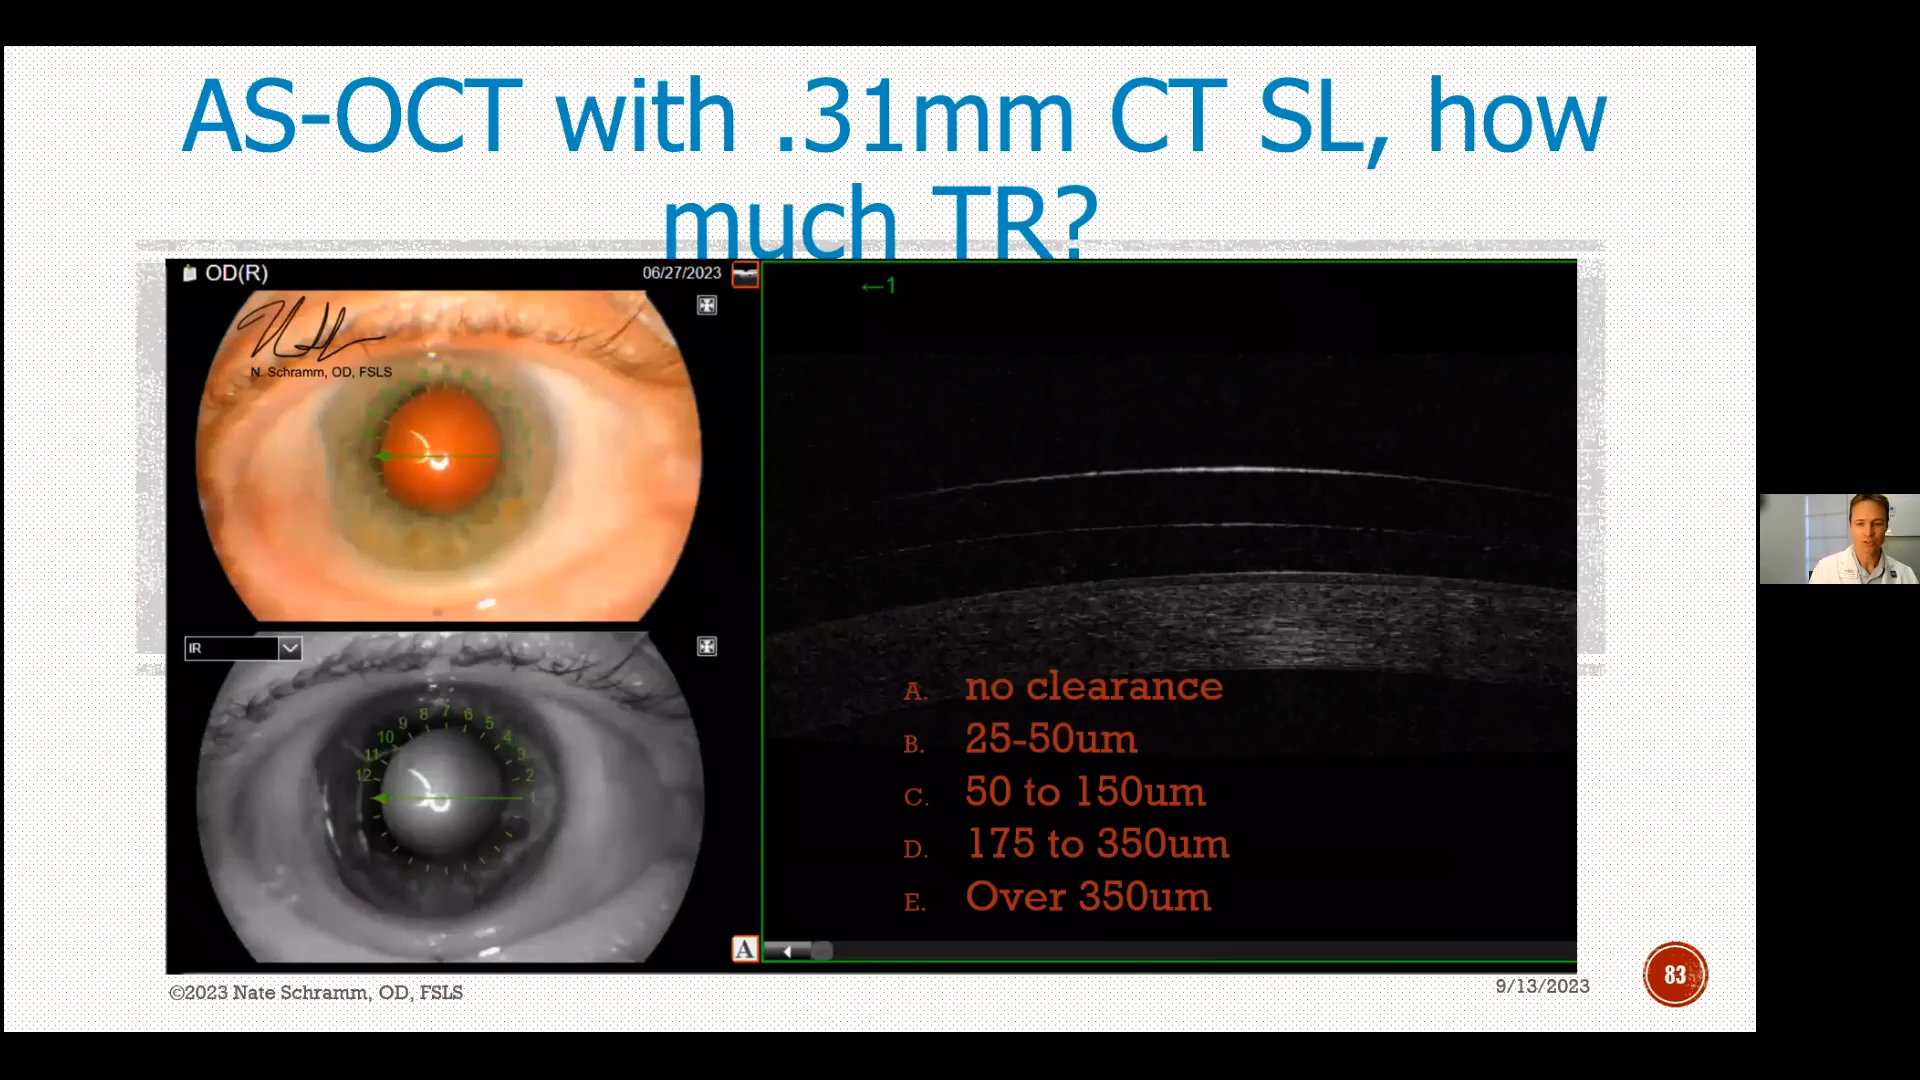 AS-OCT with .31mm CT SL, how
much TR?
OD(R)
06/27/2023
N. Schramm, OD, FSLS
←1
IR
9
8
7
6
5
10
4
11
3
12
2
1
A
A. no clearance
B. 25-50um
C. 50 to 150um
D. 175 to 350um
E. Over 350um
©2023 Nate Schramm, OD, FSLS
9/13/2023
83